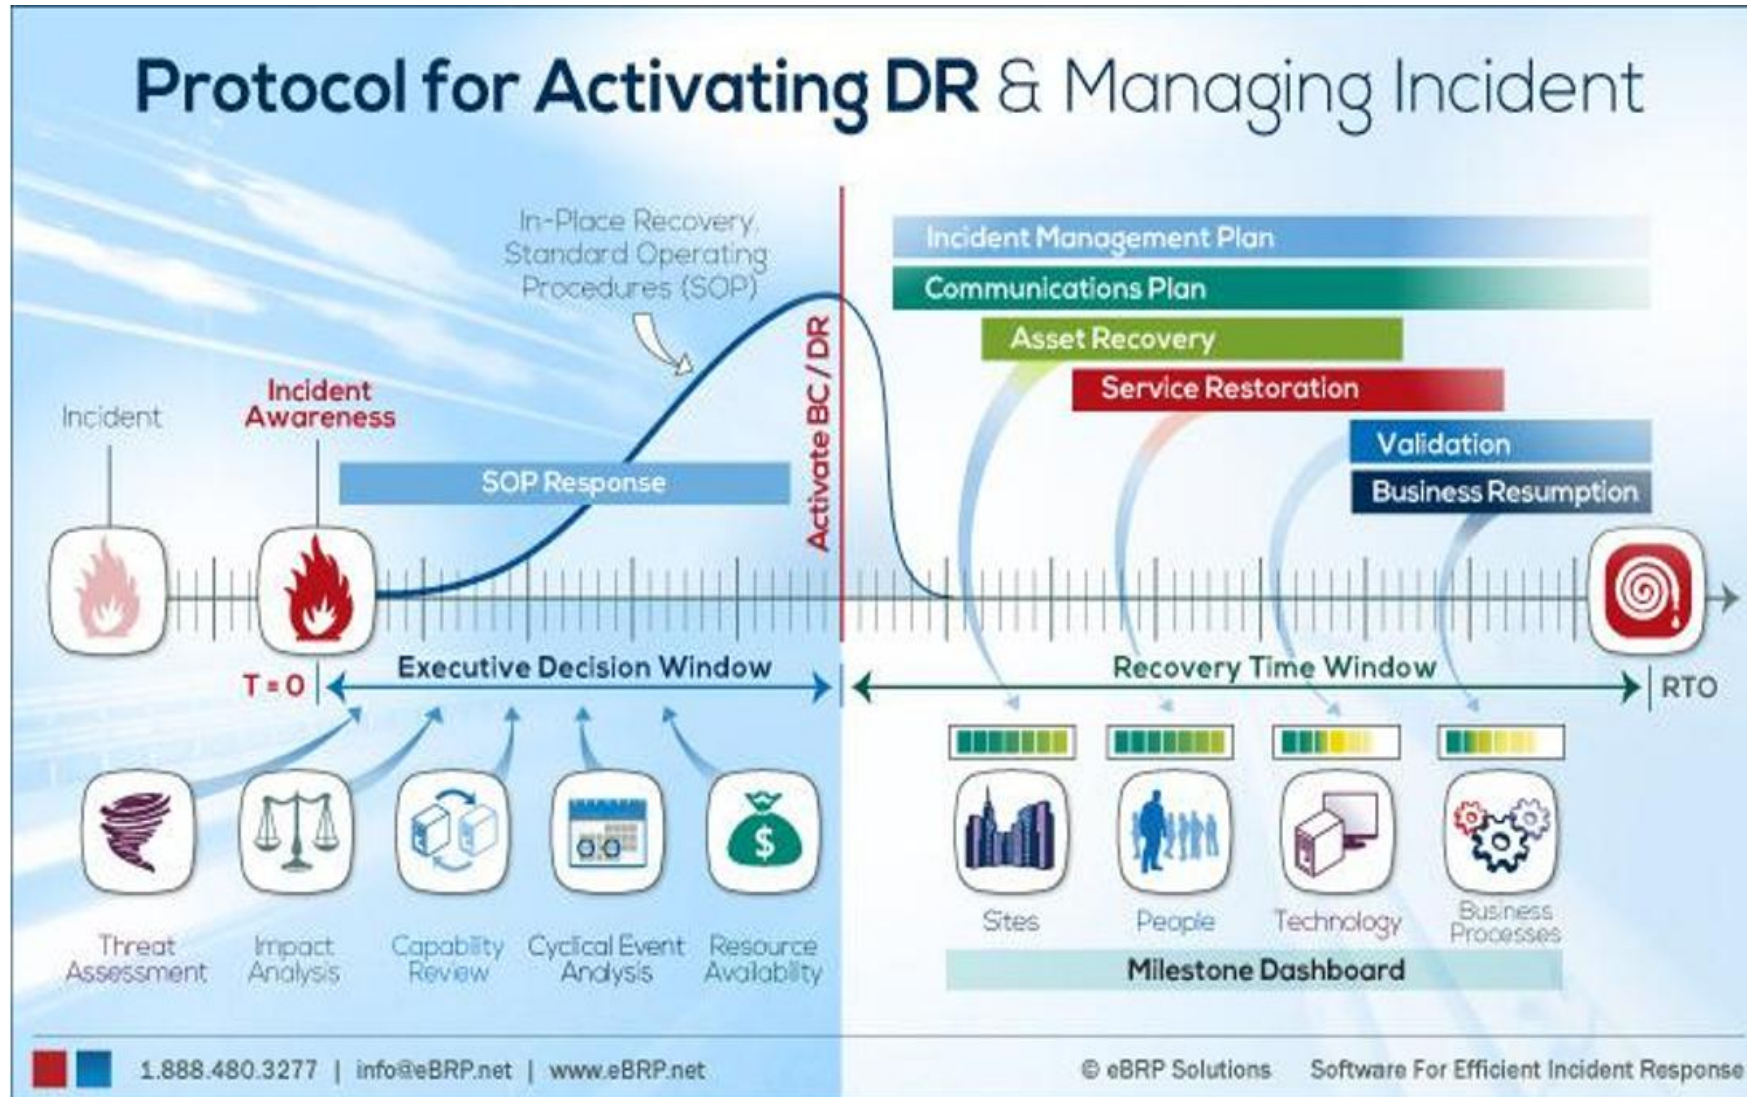 Protocol for Activating DR & Managing Incident
In-Place Recovery,
Standard Operating
Procedures (SOP)
Incident
Incident
Awareness
SOP Response
Activate BC / DR
Incident Management Plan
Communications Plan
Asset Recovery
Service Restoration
Validation
Business Resumption
T = 0
Executive Decision Window
Recovery Time Window
RTO
Threat
Assessment
Impact
Analysis
Capability
Review
Cyclical Event
Analysis
$
Resource
Availability
Sites
People
Technology
Business
Processes
Milestone Dashboard
1.888.480.3277 | info@eBRP.net | www.eBRP.net
© eBRP Solutions
Software For Efficient Incident Response